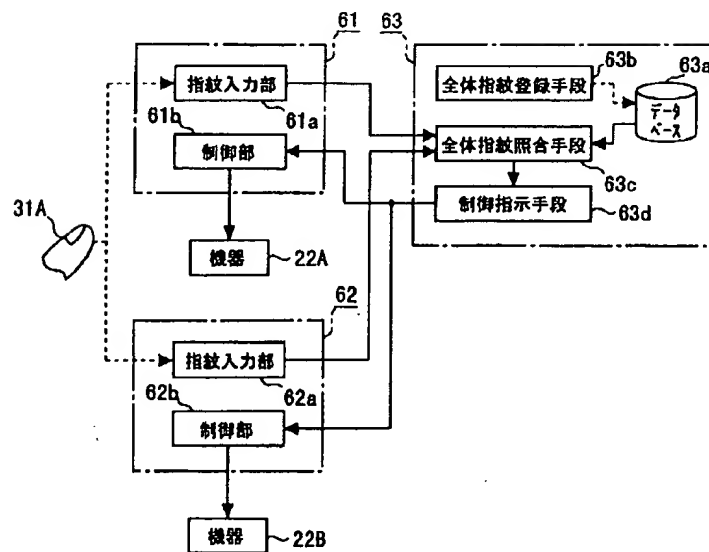 61
指紋入力部
61a
61b
制御部
31A
機器
22A
62
指紋入力部
62a
62b
制御部
機器
22B
63
63b
63a
全体指紋登録手段
データ
ベース
全体指紋照合手段
63c
制御指示手段
63d